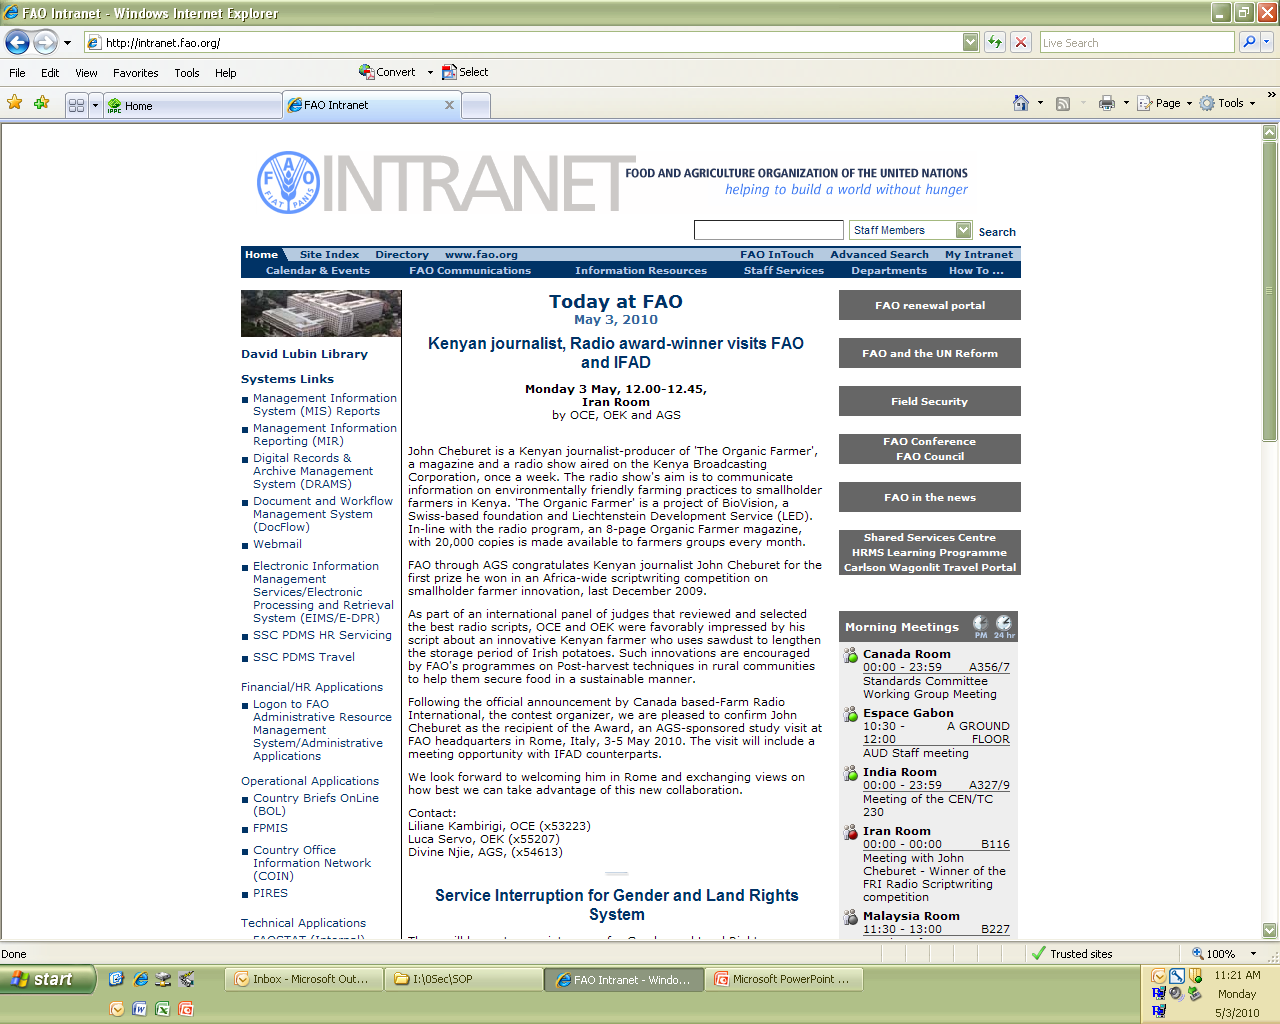 FAO Intranet - Windows Internet Explorer
http://intranet.fao.org/
Live Search
File Edit View Favorites Tools Help
Convert Select
Home
FAO Intranet
Page Tools
FAO
FIAT PANIS
INTRANET
FOOD AND AGRICULTURE ORGANIZATION OF THE UNITED NATIONS
helping to build a world without hunger
Staff Members
Search
Home Site Index Directory www.fao.org FAO InTouch Advanced Search My Intranet
Calendar & Events FAO Communications Information Resources Staff Services Departments How To ...
David Lubin Library
Systems Links
Management Information
System (MIS) Reports
Management Information
Reporting (MIR)
Digital Records &
Archive Management
System (DRAMS)
Document and Workflow
Management System
(DocFlow)
Webmail
Electronic Information
Management
Services/Electronic
Processing and Retrieval
System (EIMS/E-DPR)
SSC PDMS HR Servicing
SSC PDMS Travel
Financial/HR Applications
Logon to FAO
Administrative Resource
Management
System/Administrative
Applications
Operational Applications
Country Briefs OnLine
(BOL)
FPMIS
Country Office
Information Network
(COIN)
PIRES
Technical Applications
Today at FAO
May 3, 2010
Kenyan journalist, Radio award-winner visits FAO
and IFAD
Monday 3 May, 12.00-12.45,
Iran Room
by OCE, OEK and AGS
John Cheburet is a Kenyan journalist-producer of 'The Organic Farmer',
a magazine and a radio show aired on the Kenya Broadcasting
Corporation, once a week. The radio show's aim is to communicate
information on environmentally friendly farming practices to smallholder
farmers in Kenya. 'The Organic Farmer' is a project of BioVision, a
Swiss-based foundation and Liechtenstein Development Service (LED).
In-line with the radio program, an 8-page Organic Farmer magazine,
with 20,000 copies is made available to farmers groups every month.
FAO through AGS congratulates Kenyan journalist John Cheburet for the
first prize he won in an Africa-wide scriptwriting competition on
smallholder farmer innovation, last December 2009.
As part of an international panel of judges that reviewed and selected
the best radio scripts, OCE and OEK were favorably impressed by his
script about an innovative Kenyan farmer who uses sawdust to lengthen
the storage period of Irish potatoes. Such innovations are encouraged
by FAO's programmes on Post-harvest techniques in rural communities
to help them secure food in a sustainable manner.
Following the official announcement by Canada based-Farm Radio
International, the contest organizer, we are pleased to confirm John
Cheburet as the recipient of the Award, an AGS-sponsored study visit at
FAO headquarters in Rome, Italy, 3-5 May 2010. The visit will include a
meeting opportunity with IFAD counterparts.
We look forward to welcoming him in Rome and exchanging views on
how best we can take advantage of this new collaboration.
Contact:
Liliane Kambirigi, OCE (x53223)
Luca Servo, OEK (x55207)
Divine Njie, AGS, (x54613)
Service Interruption for Gender and Land Rights
System
FAO renewal portal
FAO and the UN Reform
Field Security
FAO Conference
FAO Council
FAO in the news
Shared Services Centre
HRMS Learning Programme
Carlson Wagonlit Travel Portal
Morning Meetings PM 24 hr
Canada Room
00:00 - 23:59 A356/7
Standards Committee
Working Group Meeting
Espace Gabon
10:30 - A GROUND
12:00 FLOOR
AUD Staff meeting
India Room
00:00 - 23:59 A327/9
Meeting of the CEN/TC
230
Iran Room
00:00 - 00:00 B116
Meeting with John
Cheburet - Winner of the
FRI Radio Scriptwriting
competition
Malaysia Room
11:30 - 13:00 B227
Done Trusted sites 100%
start Inbox - Microsoft Out... I:\0Sec\SOP FAO Intranet - Windo... Microsoft PowerPoint ... 11:21 AM
Monday
5/3/2010